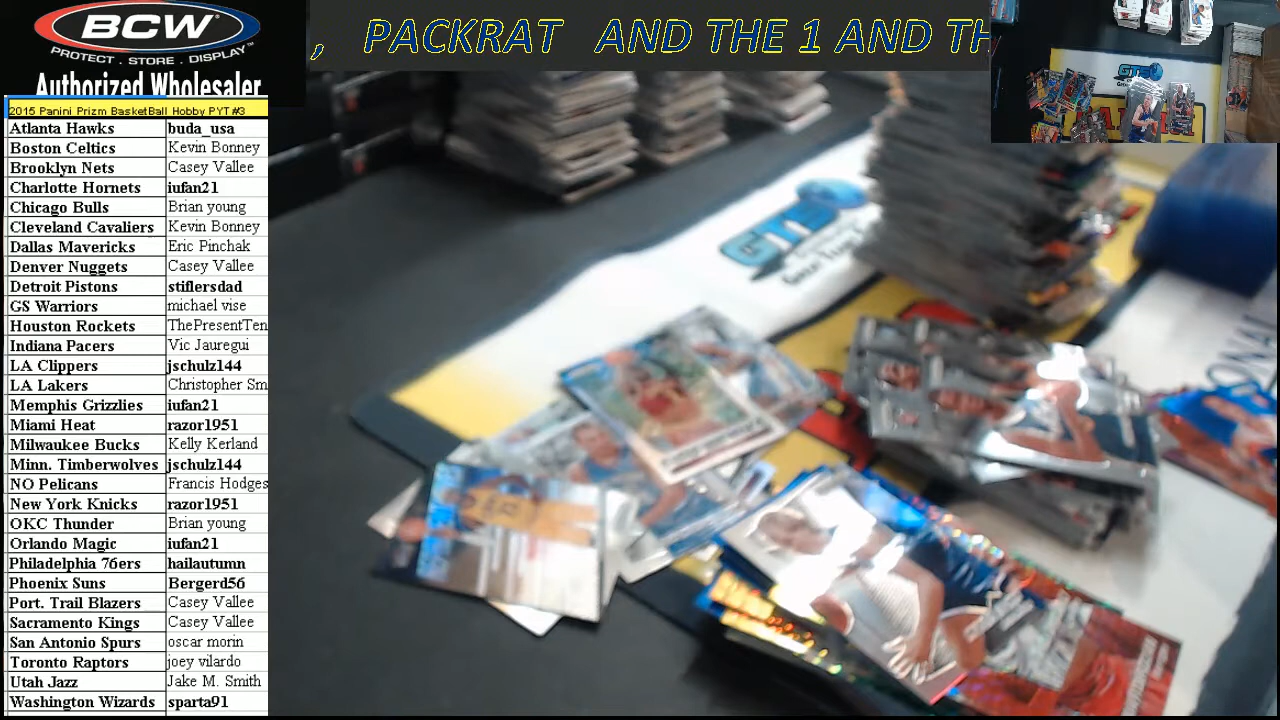 BCW
PROTECT . STORE . DISPLAY
Authorized Wholesaler
, PACKRAT AND THE 1 AND TH
2015 Panini Prizm BasketBall Hobby PYT #3
Atlanta Hawks buda_usa
Boston Celtics Kevin Bonney
Brooklyn Nets Casey Vallee
Charlotte Hornets iufan21
Chicago Bulls Brian young
Cleveland Cavaliers Kevin Bonney
Dallas Mavericks Eric Pinchak
Denver Nuggets Casey Vallee
Detroit Pistons stiflersdad
GS Warriors michael vise
Houston Rockets ThePresentTen
Indiana Pacers Vic Jauregui
LA Clippers jschulz144
LA Lakers Christopher Sm
Memphis Grizzlies iufan21
Miami Heat razor1951
Milwaukee Bucks Kelly Kerland
Minn. Timberwolves jschulz144
NO Pelicans Francis Hodges
New York Knicks razor1951
OKC Thunder Brian young
Orlando Magic iufan21
Philadelphia 76ers hailautumn
Phoenix Suns Bergerd56
Port. Trail Blazers Casey Vallee
Sacramento Kings Casey Vallee
San Antonio Spurs oscar morin
Toronto Raptors joey vilardo
Utah Jazz Jake M. Smith
Washington Wizards sparta91
GTS
GTS